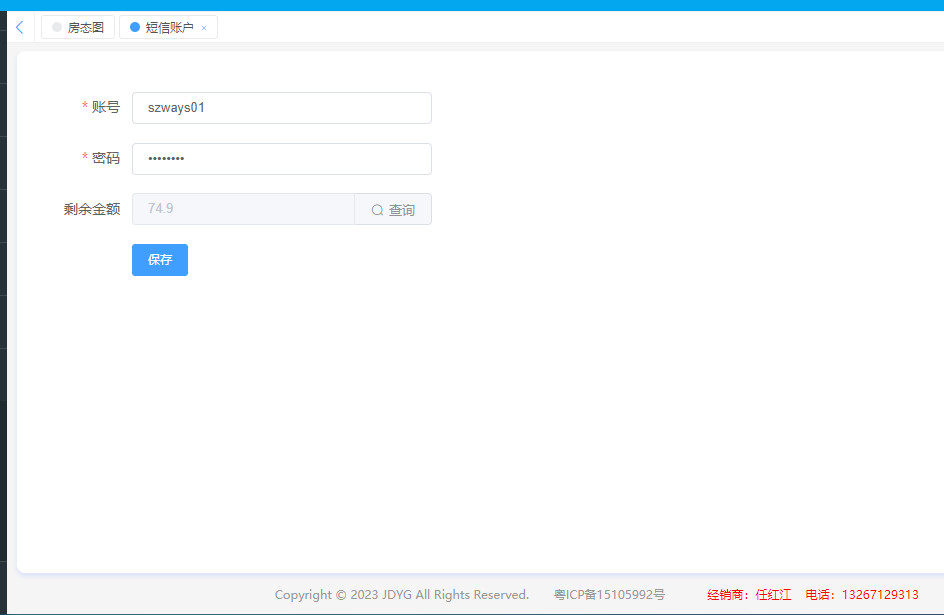 房态图 短信账户 ×
* 账号 szways01
* 密码 ••••••••
剩余金额 74.9 查询
保存
Copyright © 2023 JDYG All Rights Reserved. 粤ICP备15105992号 经销商：任红江 电话：13267129313